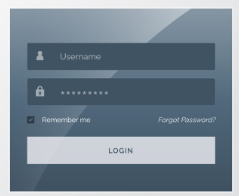 Username
*********
Remember me Forgot Password?
LOGIN